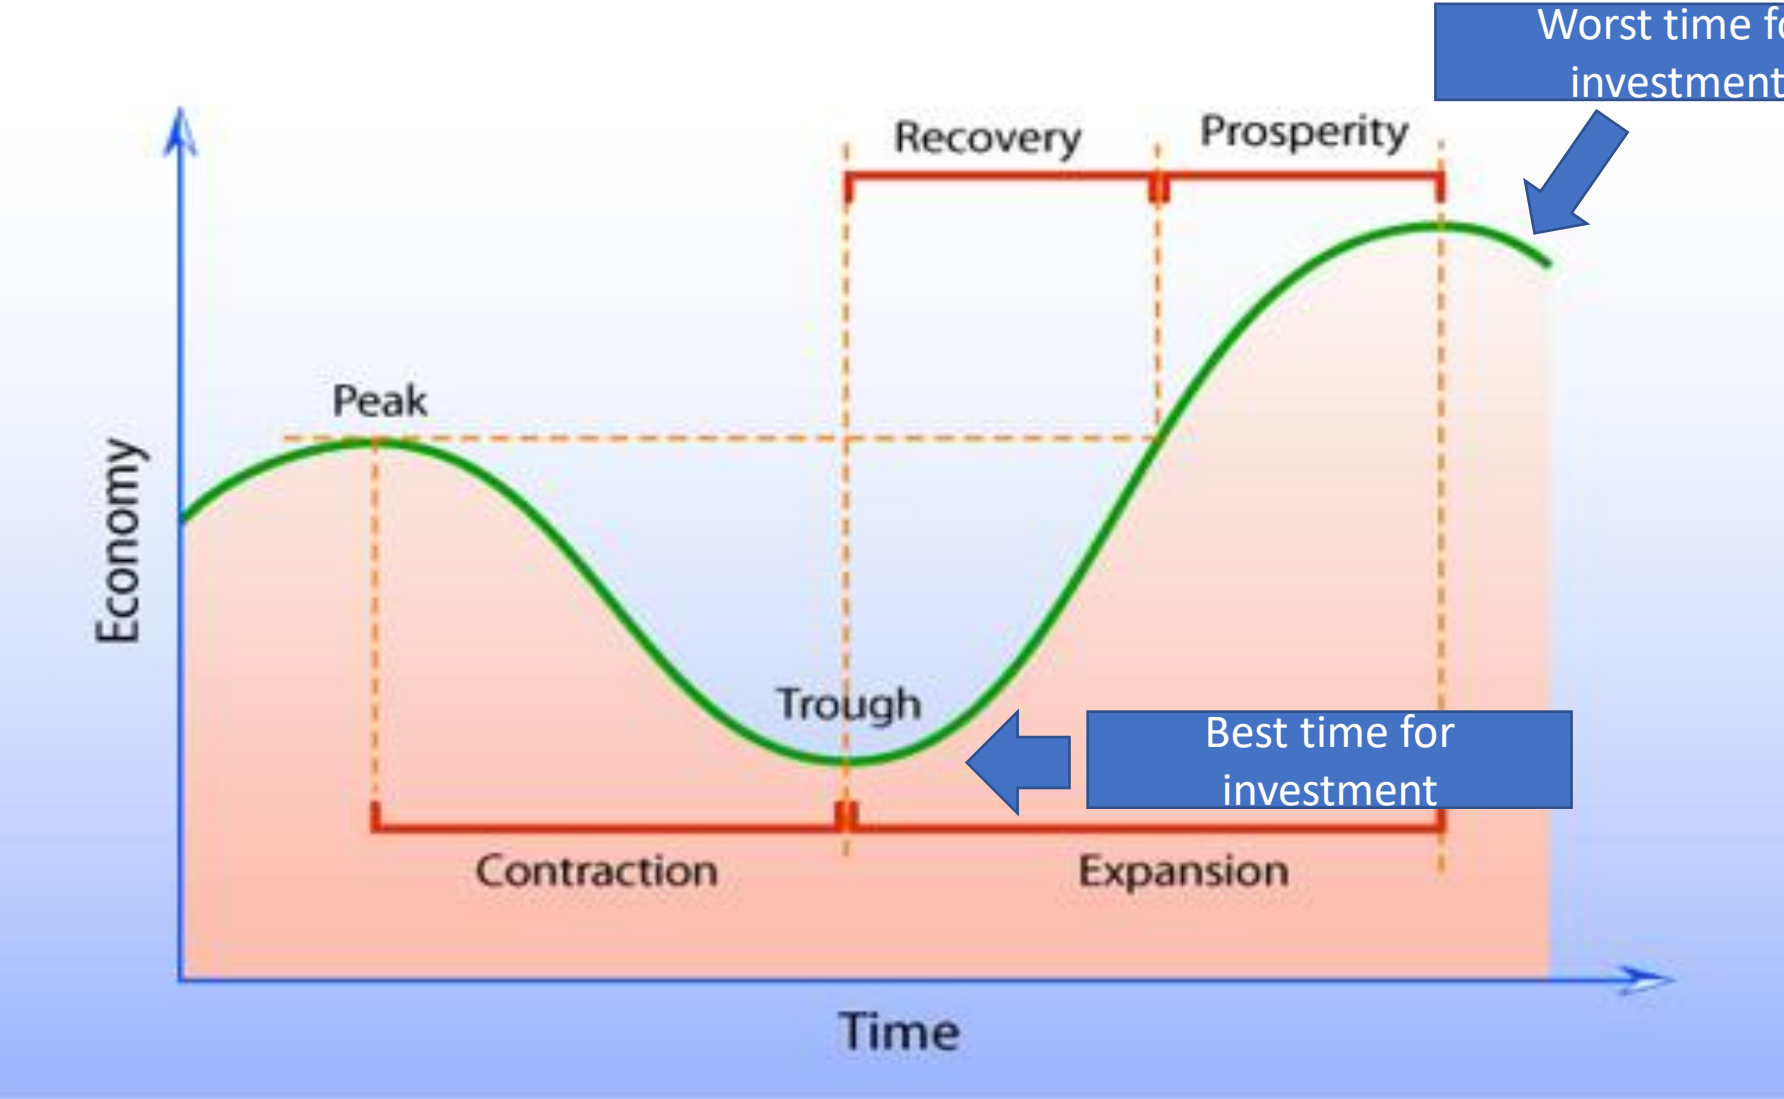 Worst time fo
investment
Recovery
Prosperity
Peak
Economy
Trough
Best time for
investment
Contraction
Expansion
Time